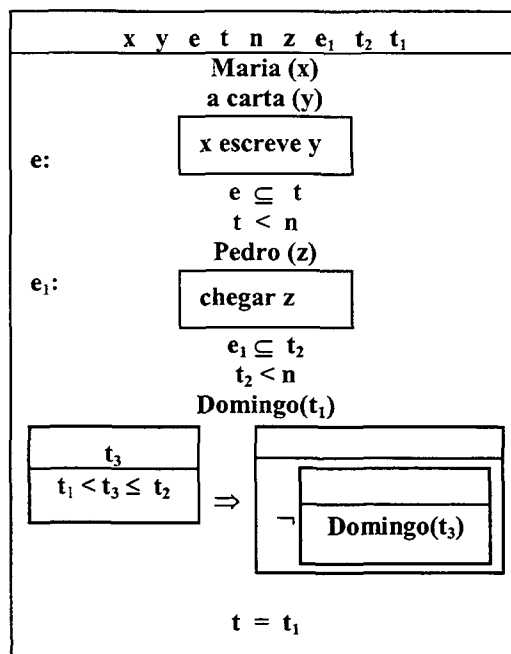 x y e t n z e₁ t₂ t₁
Maria (x)
a carta (y)
e: x escreve y
e ⊆ t
t < n
Pedro (z)
e₁: chegar z
e₁ ⊆ t₂
t₂ < n
Domingo(t₁)
t₃
t₁ < t₃ ≤ t₂
⇒
¬ Domingo(t₃)
t = t₁